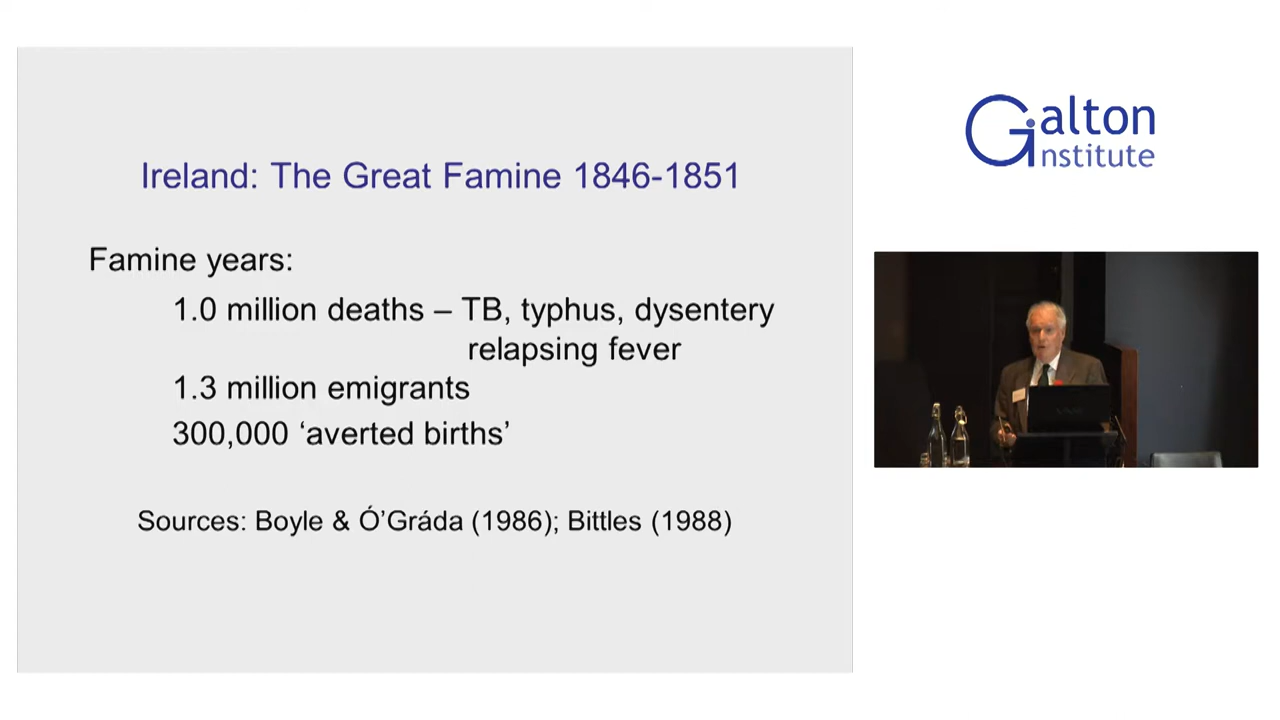 Ireland: The Great Famine 1846-1851
Famine years:
1.0 million deaths – TB, typhus, dysentery
relapsing fever
1.3 million emigrants
300,000 ‘averted births’
Sources: Boyle & Ó’Gráda (1986); Bittles (1988)
Galton
institute